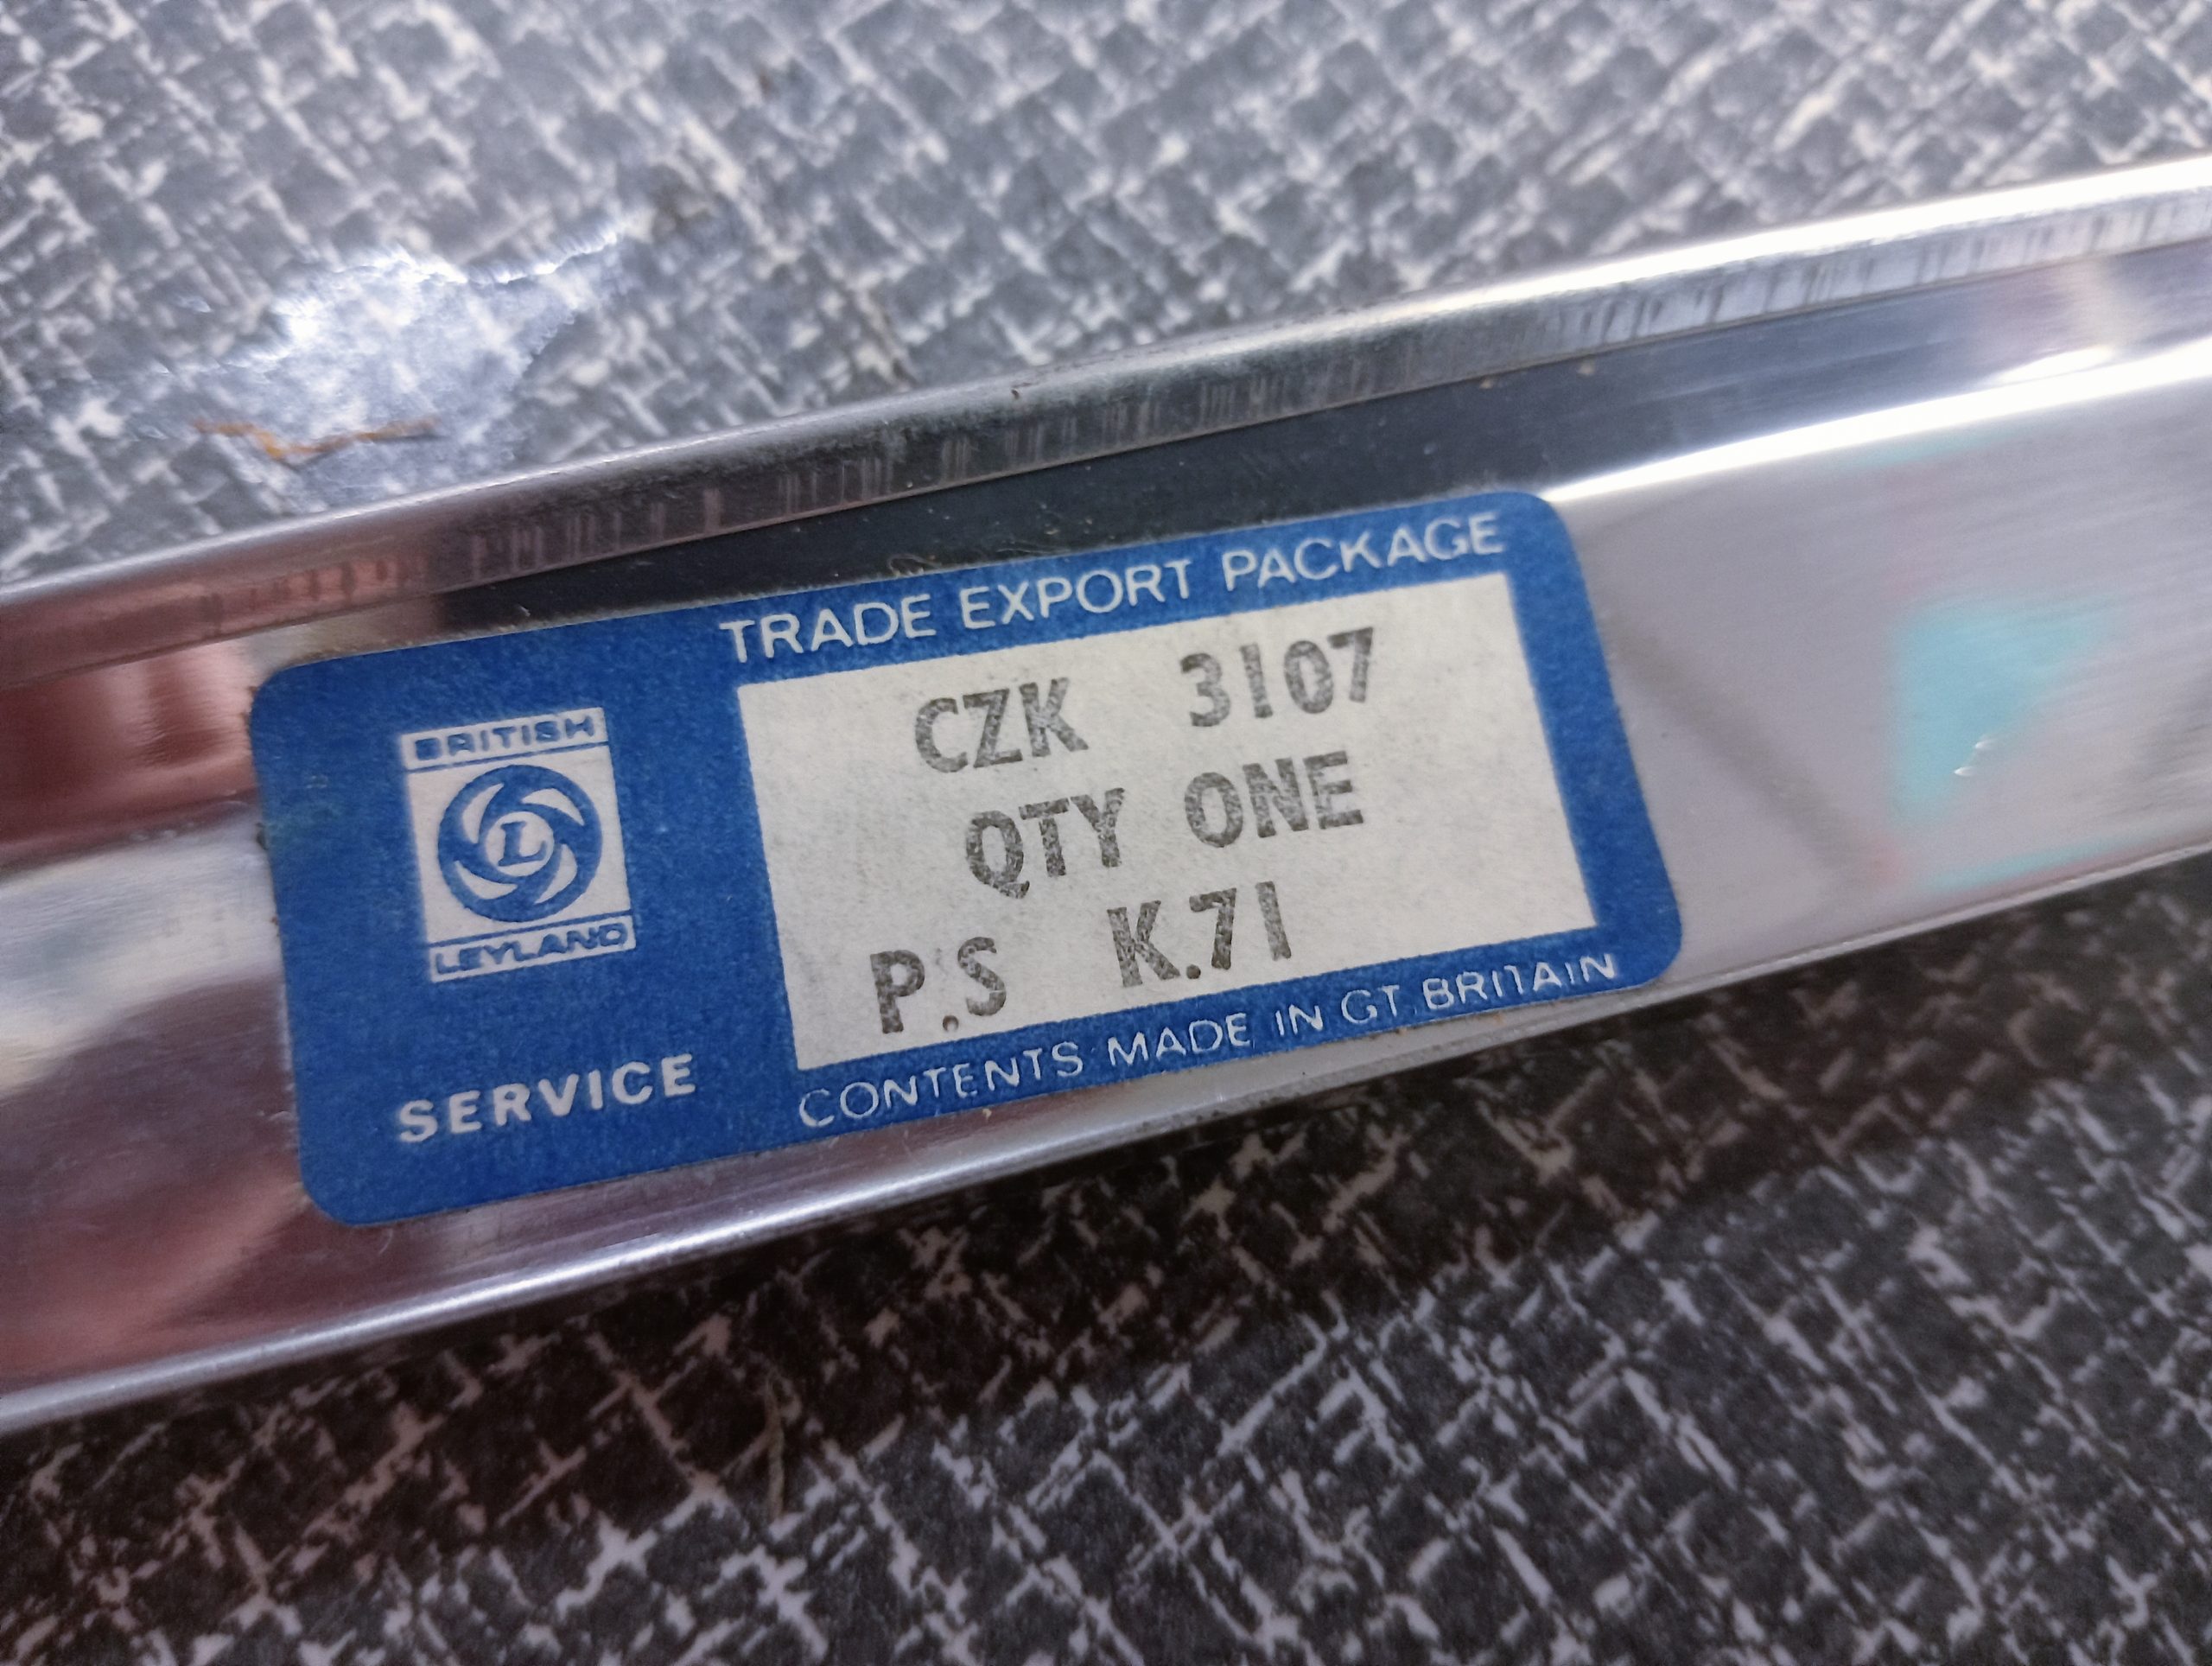 TRADE EXPORT PACKAGE
BRITISH
L
LEYLAND
SERVICE
CZK 3107
QTY ONE
P.S K.71
CONTENTS MADE IN GT. BRITAIN